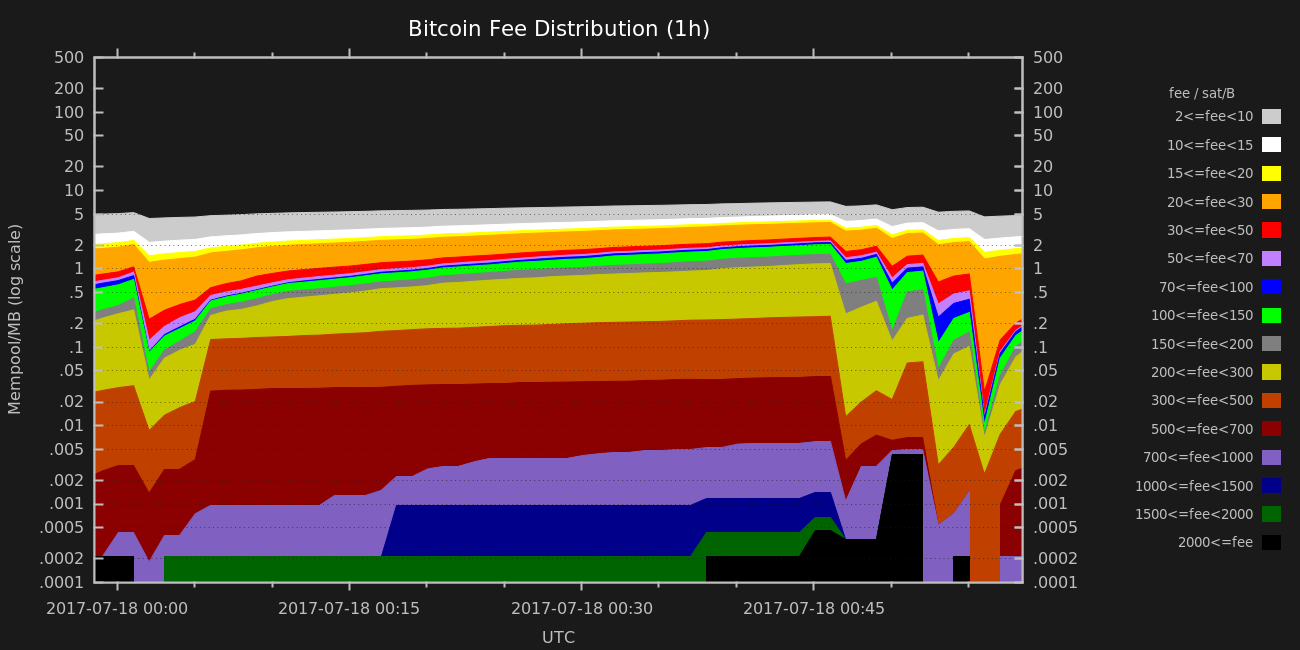 Bitcoin Fee Distribution (1h)
Mempool/MB (log scale)
500
200
100
50
20
10
5
2
1
.5
.2
.1
.05
.02
.01
.005
.002
.001
.0005
.0002
.0001
500
200
100
50
20
10
5
2
1
.5
.2
.1
.05
.02
.01
.005
.002
.001
.0005
.0002
.0001
2017-07-18 00:00
2017-07-18 00:15
2017-07-18 00:30
2017-07-18 00:45
UTC
fee / sat/B
2<=fee<10
10<=fee<15
15<=fee<20
20<=fee<30
30<=fee<50
50<=fee<70
70<=fee<100
100<=fee<150
150<=fee<200
200<=fee<300
300<=fee<500
500<=fee<700
700<=fee<1000
1000<=fee<1500
1500<=fee<2000
2000<=fee